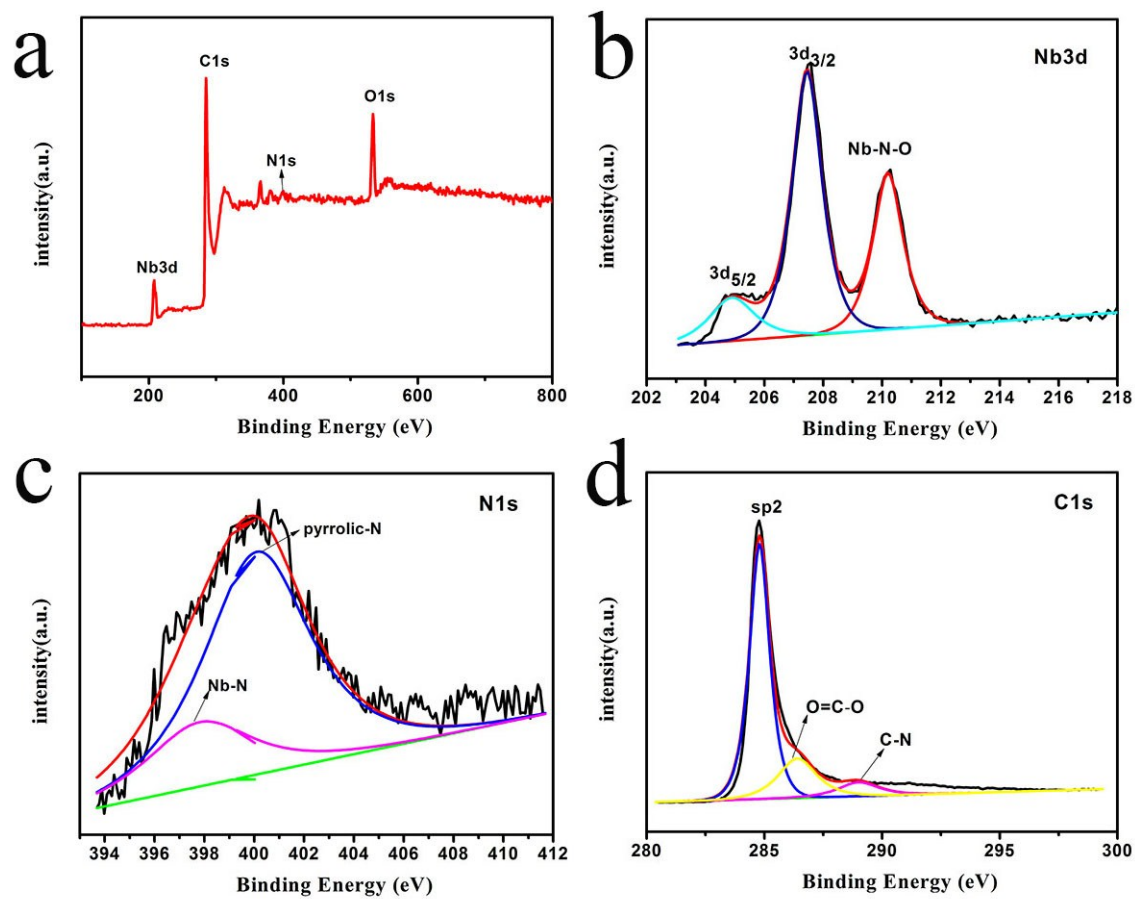 a
C1s
O1s
N1s
Nb3d
intensity(a.u.)
200 300 400 500 600 700 800
Binding Energy (eV)
b
Nb3d
3d3/2
Nb-N-O
3d5/2
intensity(a.u.)
202 204 206 208 210 212 214 216 218
Binding Energy (eV)
c
N1s
pyrrolic-N
Nb-N
intensity(a.u.)
394 396 398 400 402 404 406 408 410 412
Binding Energy (eV)
d
C1s
sp2
O=C-O
C-N
intensity(a.u.)
280 285 290 295 300
Binding Energy (eV)